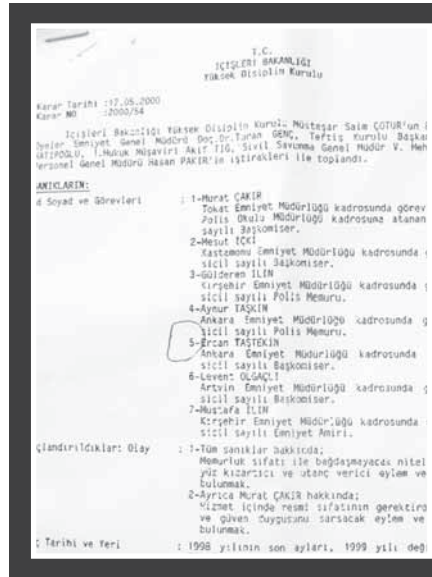 T.C.
İÇİŞLERİ BAKANLIĞI
Yüksek Disiplin Kurulu
Karar Tarihi :17.05.2000
Karar NO :2000/54
İçişleri Bakanlığı Yüksek Disiplin Kurulu, Müsteşar Saim ÇOTUR'un
Üyeler Emniyet Genel Müdürü Doç.Dr.Turan GENÇ, Teftiş Kurulu Başkan
HATİPOĞLU, 1.Hukuk Müşaviri Akif TIĞ, Sivil Savunma Genel Müdür V. Meh
Personel Genel Müdürü Hasan PAKIR'ın iştirakleri ile toplandı.
SANIKLARIN:
d Soyad ve Görevleri : 1-Murat ÇAKIR
Tokat Emniyet Müdürlüğü kadrosunda görev
Polis Okulu Müdürlüğü kadrosuna atanan
sayılı Başkomiser.
2-Mesut İÇKİ
Kastamonu Emniyet Müdürlüğü kadrosunda g
sicil sayılı Başkomiser.
3-Gülderen İLİN
Kırşehir Emniyet Müdürlüğü kadrosunda g
sicil sayılı Polis Memuru.
4-Aynur TAŞKIN
Ankara Emniyet Müdürlüğü kadrosunda g
sicil sayılı Polis Memuru.
5-Ercan TAŞTEKİN
Ankara Emniyet Müdürlüğü kadrosunda
sicil sayılı Başkomiser.
6-Levent OLGAÇLI
Artvin Emniyet Müdürlüğü kadrosunda g
sicil sayılı Başkomiser.
7-Mustafa İLİN
Kırşehir Emniyet Müdürlüğü kadrosunda
sicil sayılı Emniyet Amiri.
çlandırıldıkları Olay : 1-Tüm sanıklar hakkında;
Memurluk sıfatı ile bağdaşmayacak nitel
yüz kızartıcı ve utanç verici eylem ve
bulunmak.
2-Ayrıca Murat ÇAKIR hakkında;
Hizmet içinde resmi sıfatının gerektird
ve güven duygusunu sarsacak eylem ve
bulunmak.
ç Tarihi ve Yeri : 1998 yılının son ayları, 1999 yılı deği